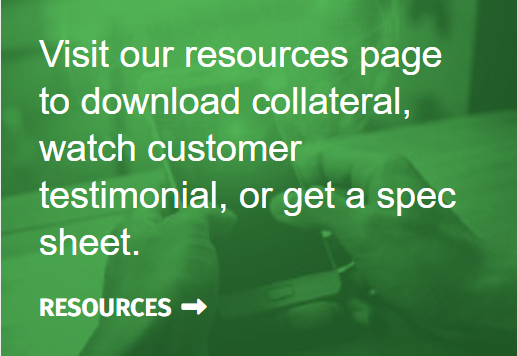 Visit our resources page
to download collateral,
watch customer
testimonial, or get a spec
sheet.
RESOURCES →